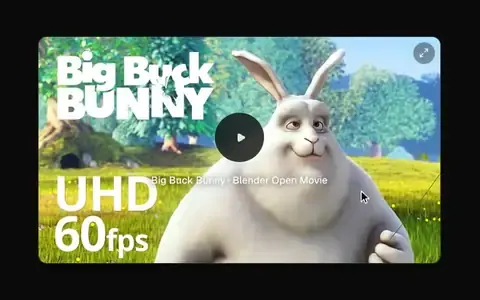 Big Buck
BUNNY
Big Buck Bunny · Blender Open Movie
UHD
60fps